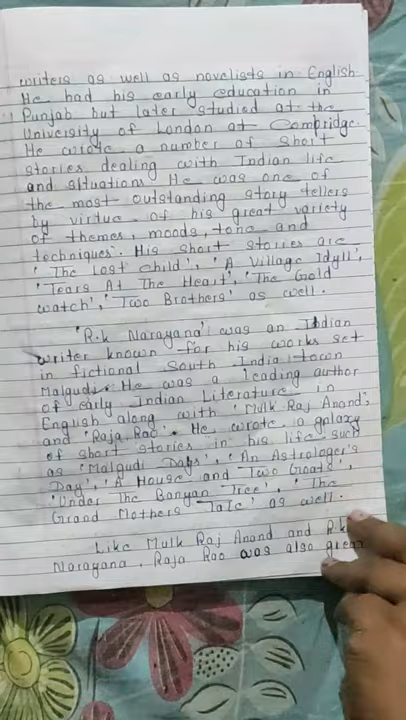 writers as well as novelists in English
He had his early education in
Punjab but later studied at the
University of London at Combridge.
He wrote a number of short
stories dealing with Indian life
and situations He was one of
the most outstanding story tellers
by virtue of his great variety
of themes, moods, tone and
techniques. His short stories are
'The Lost child', 'A Village Idyll',
'Tears At The Heart', 'The Gold
watch', 'Two Brothers' as well.
'R.k Narayana' was an Indian
writer known for his works set
in fictional South India town
Malgudi. He was a leading author
of early Indian Literature in
English along with 'Mulk Raj Anand',
and 'Raja Rao'. He wrote a galaxy
of short stories in his life such
as 'Malgudi Days', 'An Astrologer's
Day', 'A House and Two Goats',
'Under The Banyan Tree', 'The
Grand Mothers Tale' as well.
Like Mulk Raj Anand and R.k
Narayana, Raja Rao was also great